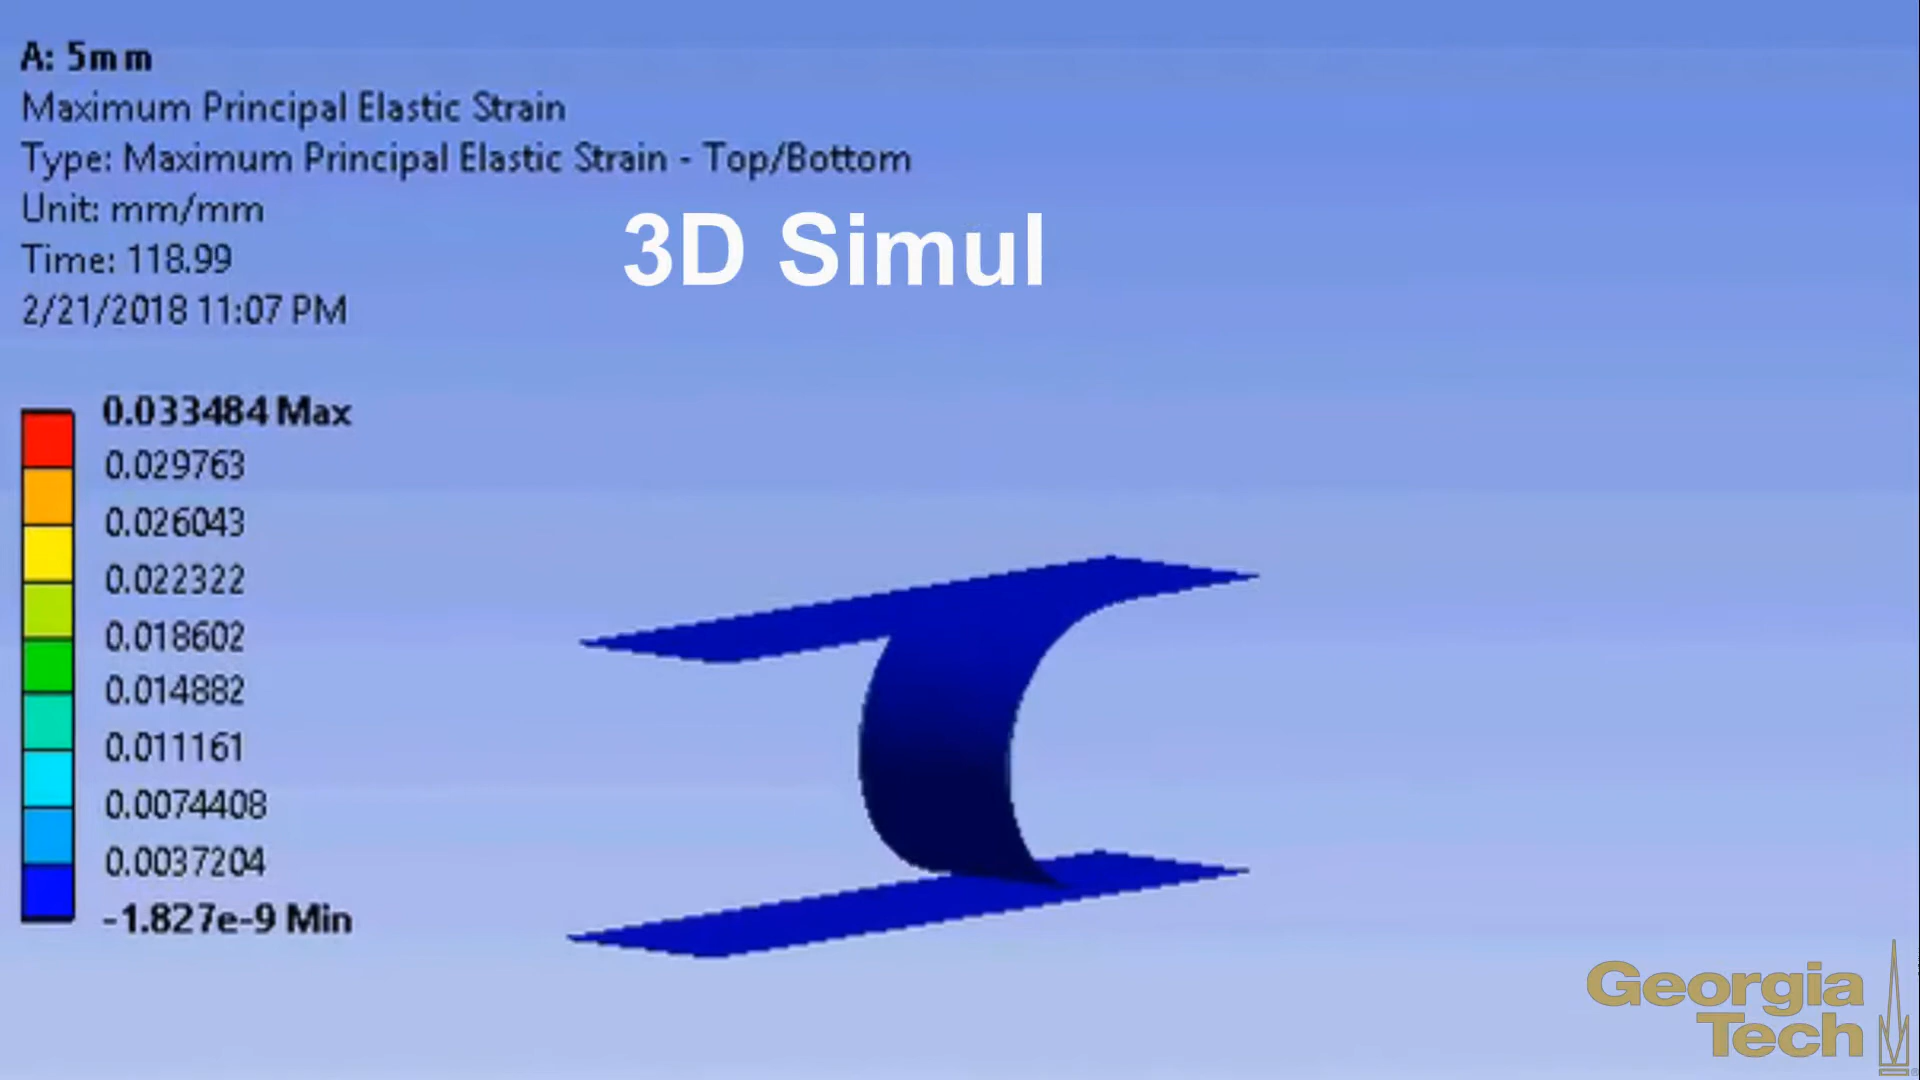 A: 5mm
Maximum Principal Elastic Strain
Type: Maximum Principal Elastic Strain - Top/Bottom
Unit: mm/mm
Time: 118.99
2/21/2018 11:07 PM
3D Simul
0.033484 Max
0.029763
0.026043
0.022322
0.018602
0.014882
0.011161
0.0074408
0.0037204
-1.827e-9 Min
Georgia
Tech